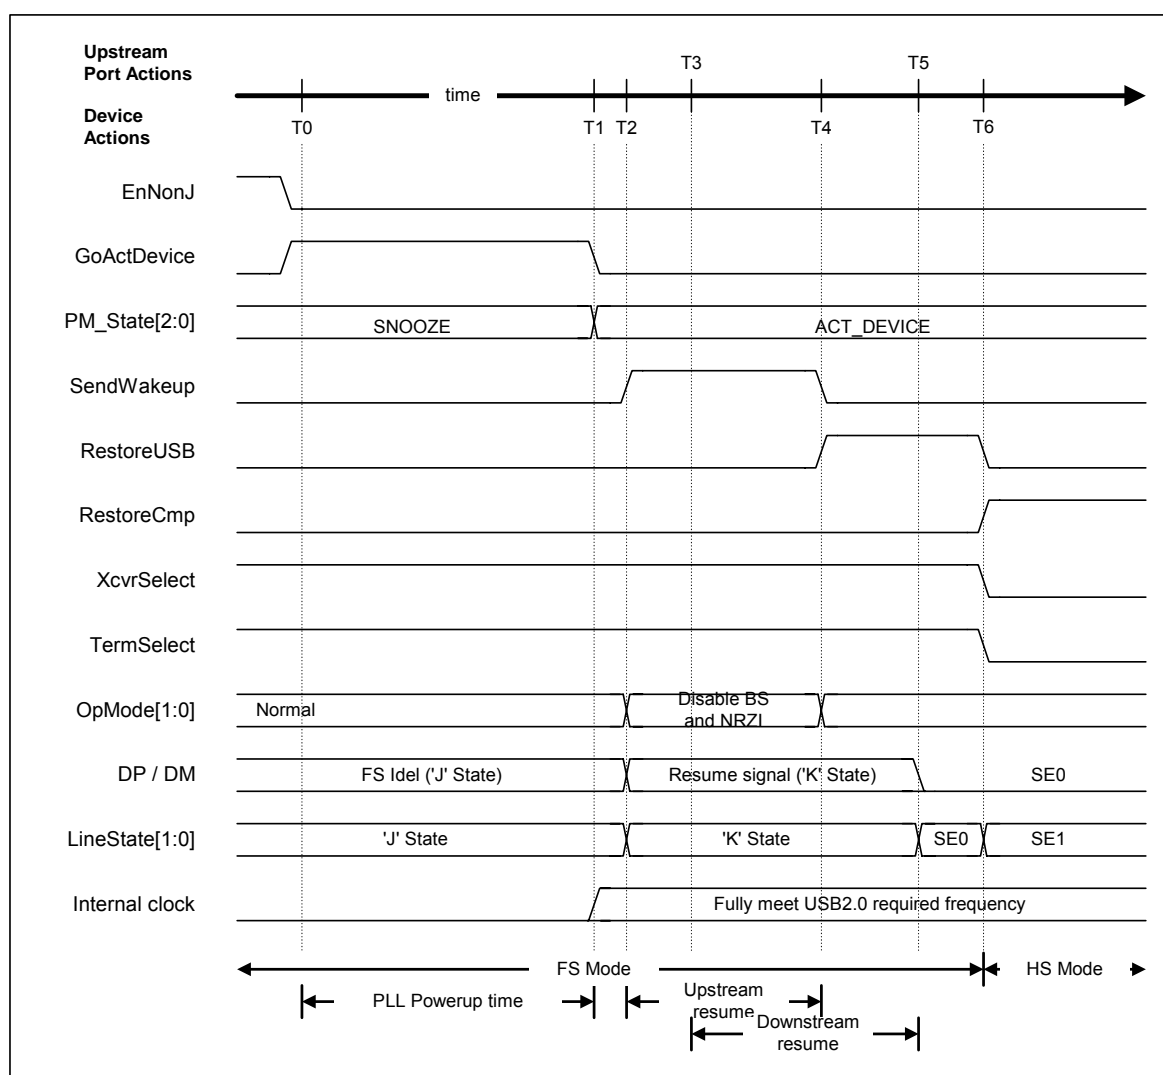 Upstream
Port Actions
T3
T5
time
Device
Actions
T0
T1
T2
T4
T6
EnNonJ
GoActDevice
PM_State[2:0]
SNOOZE
ACT_DEVICE
SendWakeup
RestoreUSB
RestoreCmp
XcvrSelect
TermSelect
OpMode[1:0]
Normal
Disable BS
and NRZI
DP / DM
FS Idel ('J' State)
Resume signal ('K' State)
SE0
LineState[1:0]
'J' State
'K' State
SE0
SE1
Internal clock
Fully meet USB2.0 required frequency
FS Mode
HS Mode
PLL Powerup time
Upstream
resume
Downstream
resume